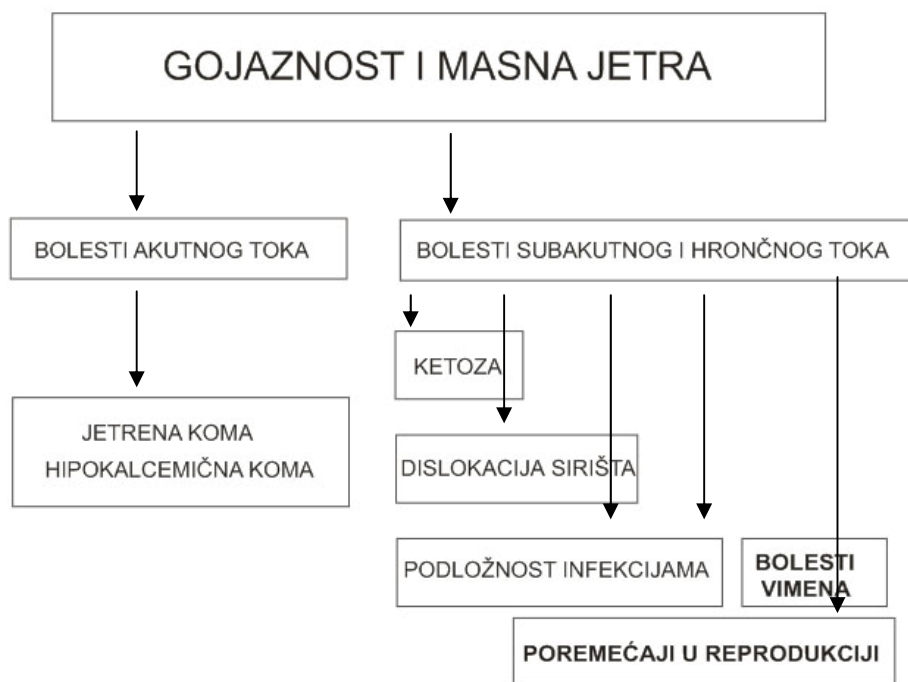 GOJAZNOST I MASNA JETRA
BOLESTI AKUTNOG TOKA
BOLESTI SUBAKUTNOG I HRONČNOG TOKA
KETOZA
JETRENA KOMA
HIPOKALCEMIČNA KOMA
DISLOKACIJA SIRIŠTA
PODLOŽNOST INFEKCIJAMA
BOLESTI
VIMENA
POREMEĆAJI U REPRODUKCIJI